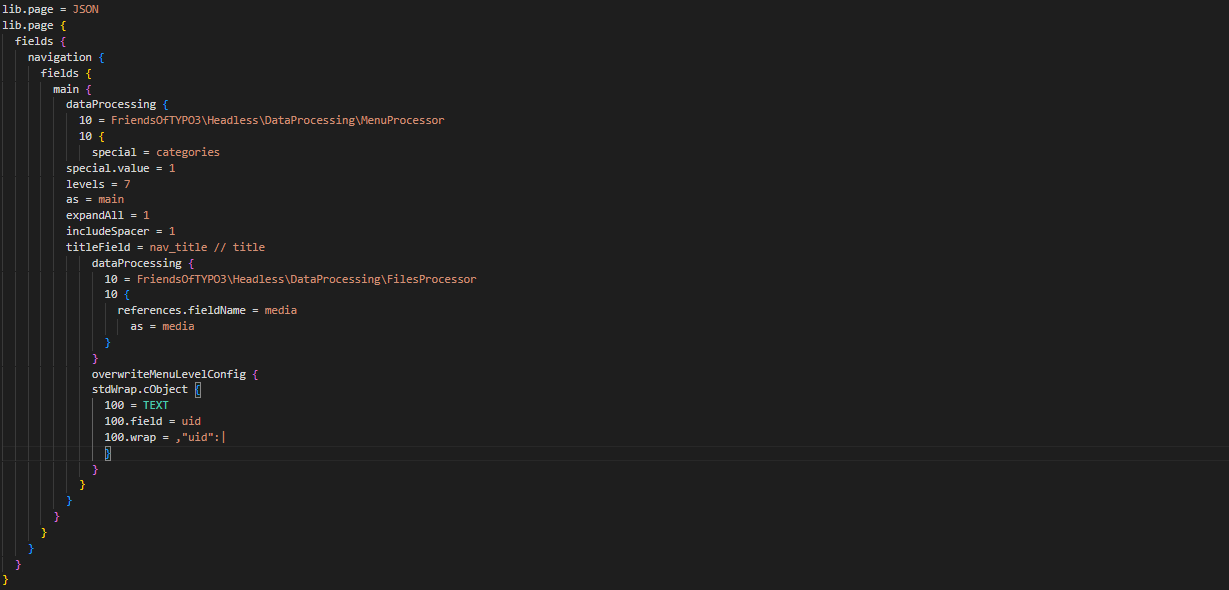 lib.page = JSON
lib.page {
  fields {
    navigation {
      fields {
        main {
          dataProcessing {
            10 = FriendsOfTYPO3\Headless\DataProcessing\MenuProcessor
            10 {
              special = categories
          special.value = 1
          levels = 7
          as = main
          expandAll = 1
          includeSpacer = 1
          titleField = nav_title // title
              dataProcessing {
                10 = FriendsOfTYPO3\Headless\DataProcessing\FilesProcessor
                10 {
                  references.fieldName = media
                    as = media
                }
              }
              overwriteMenuLevelConfig {
              stdWrap.cObject {
                100 = TEXT
                100.field = uid
                100.wrap = ,"uid":|
                }
              }
            }
          }
        }
      }
    }
  }
}